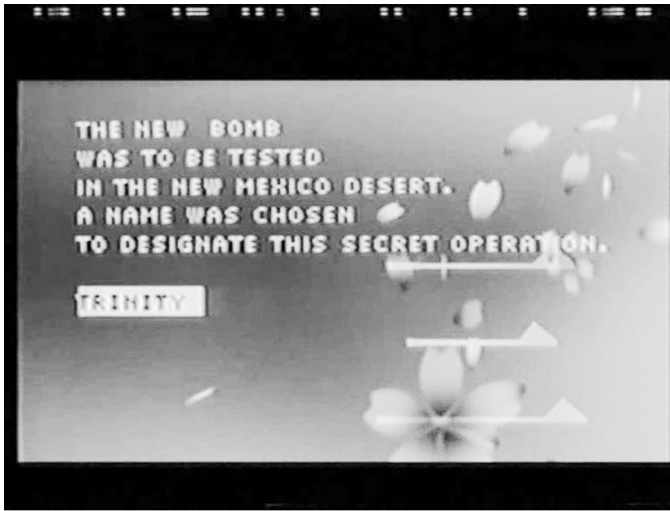 THE NEW BOMB
WAS TO BE TESTED
IN THE NEW MEXICO DESERT.
A NAME WAS CHOSEN
TO DESIGNATE THIS SECRET OPERATION.
TRINITY